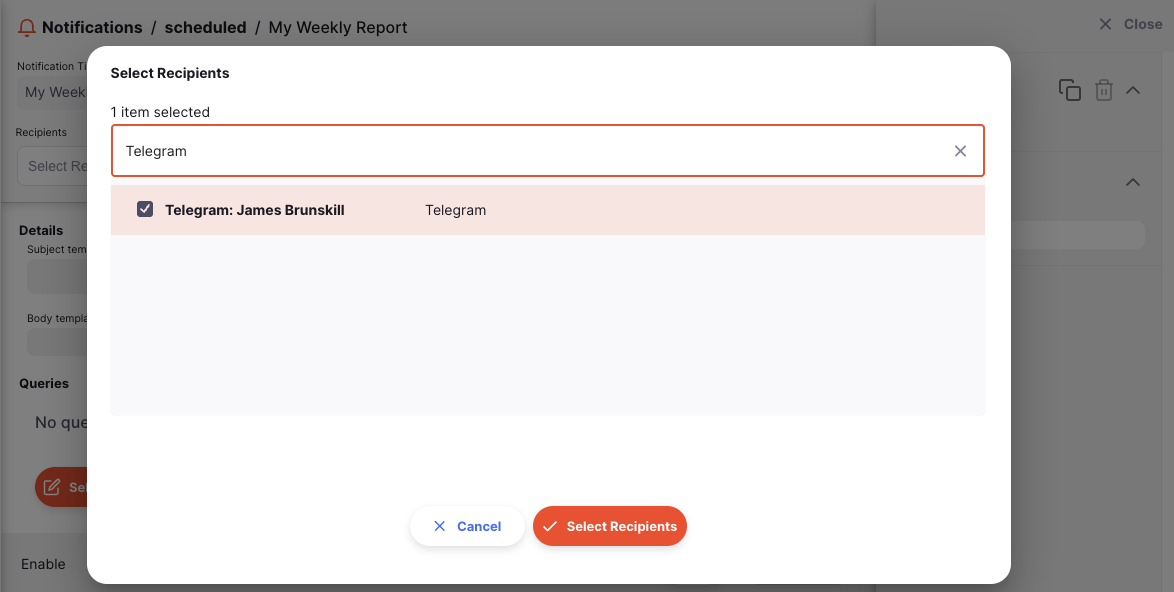 Notifications / scheduled / My Weekly Report
Close
Notification Ti
My Week
Recipients
Select Re
Select Recipients
1 item selected
Telegram
Telegram: James Brunskill Telegram
Details
Subject tem
Body templa
Queries
No que
Sel
Enable
Cancel
Select Recipients